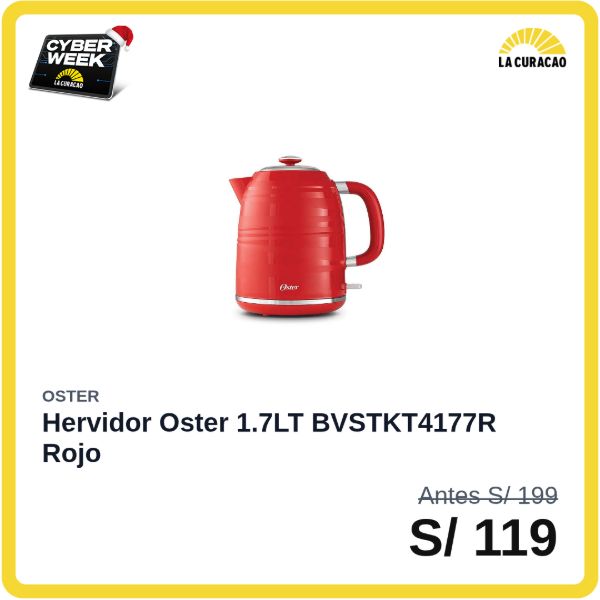 CYBER
WEEK
LA CURACAO
LA CURACAO
Oster
OSTER
Hervidor Oster 1.7LT BVSTKT4177R
Rojo
Antes S/ 199
S/ 119